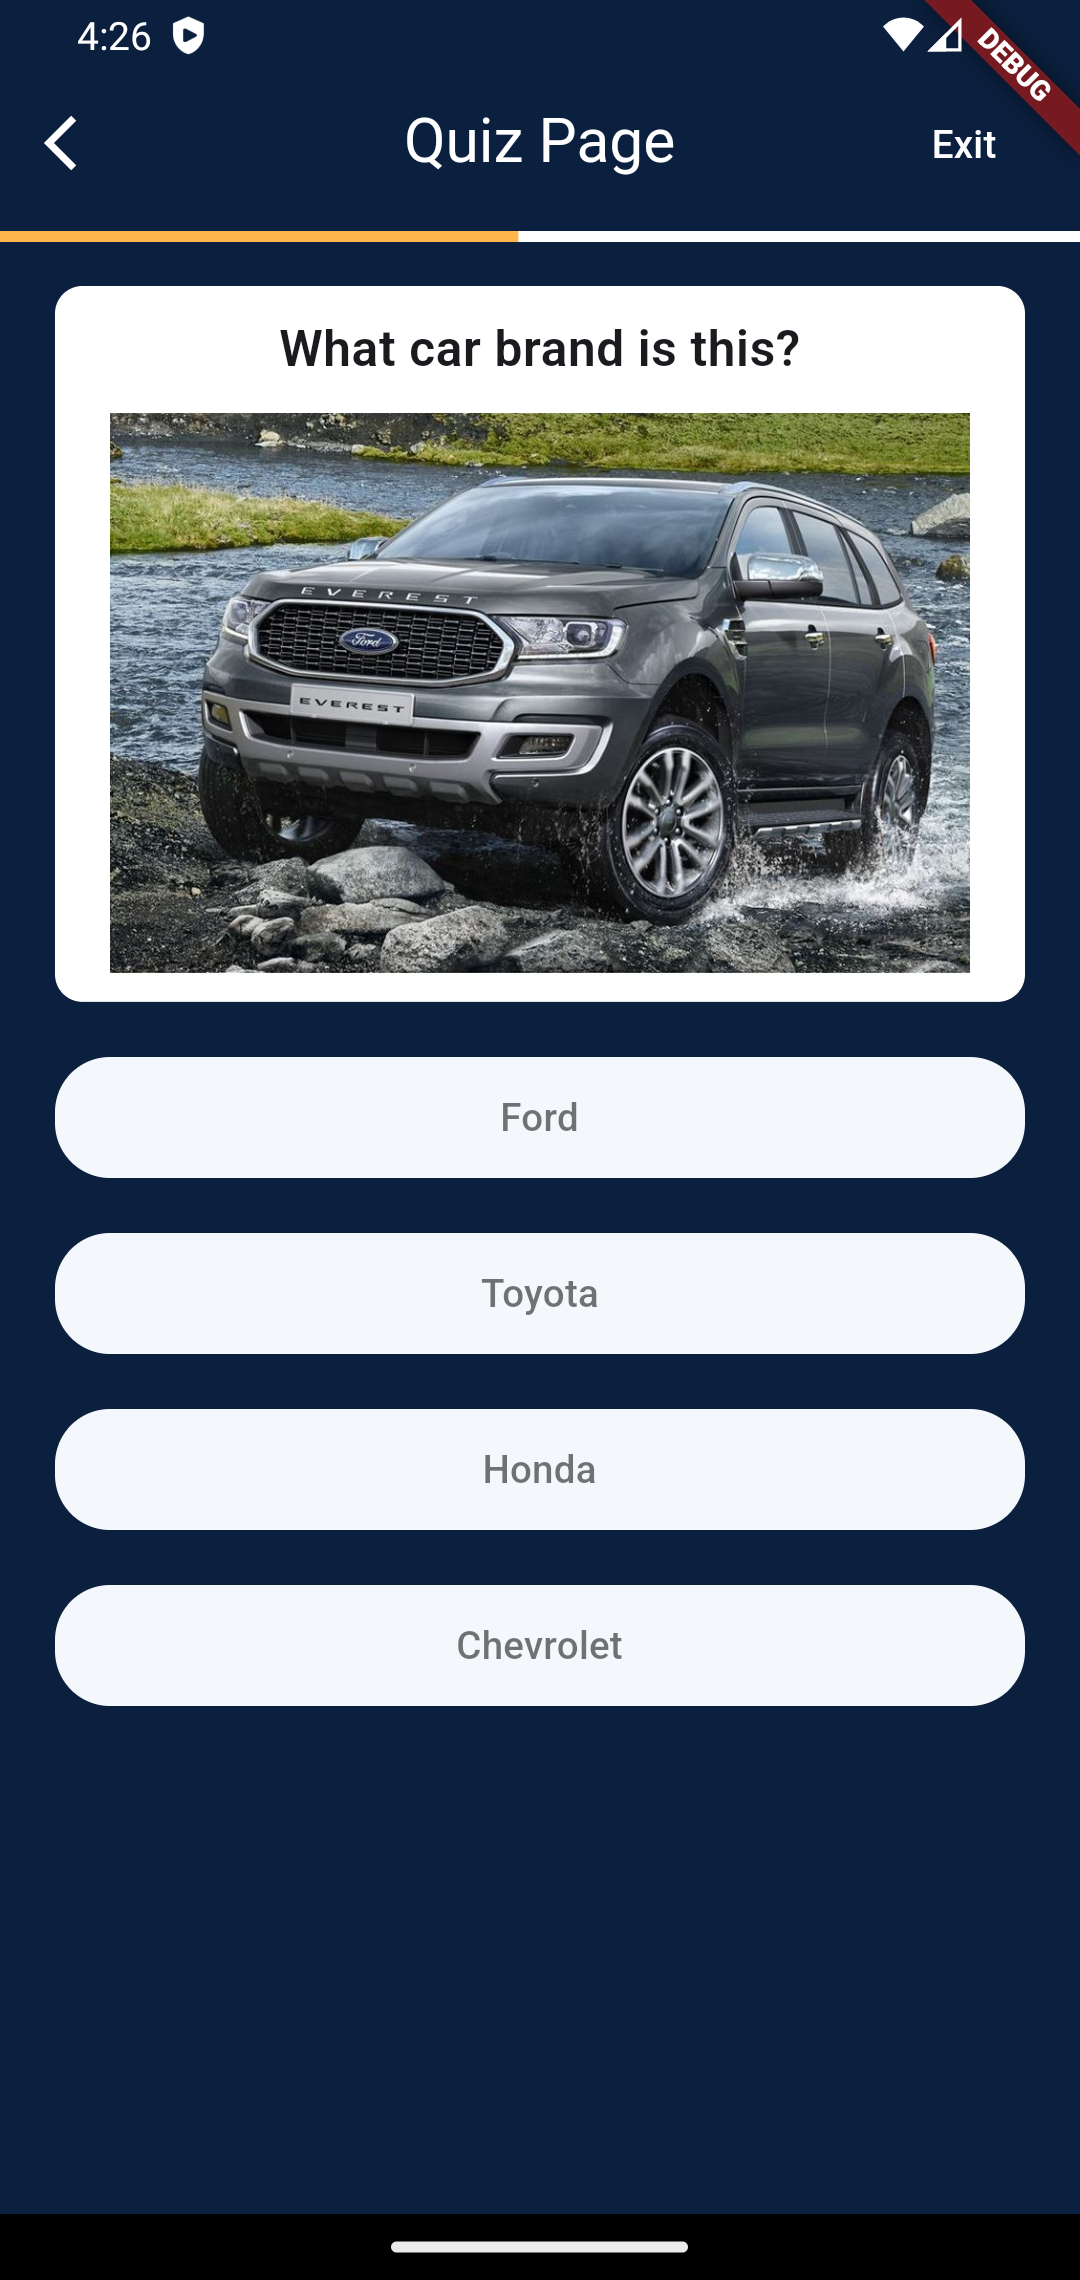 4:26
DEBUG
Quiz Page
Exit
What car brand is this?
EVEREST
Ford
EVEREST
Ford
Toyota
Honda
Chevrolet